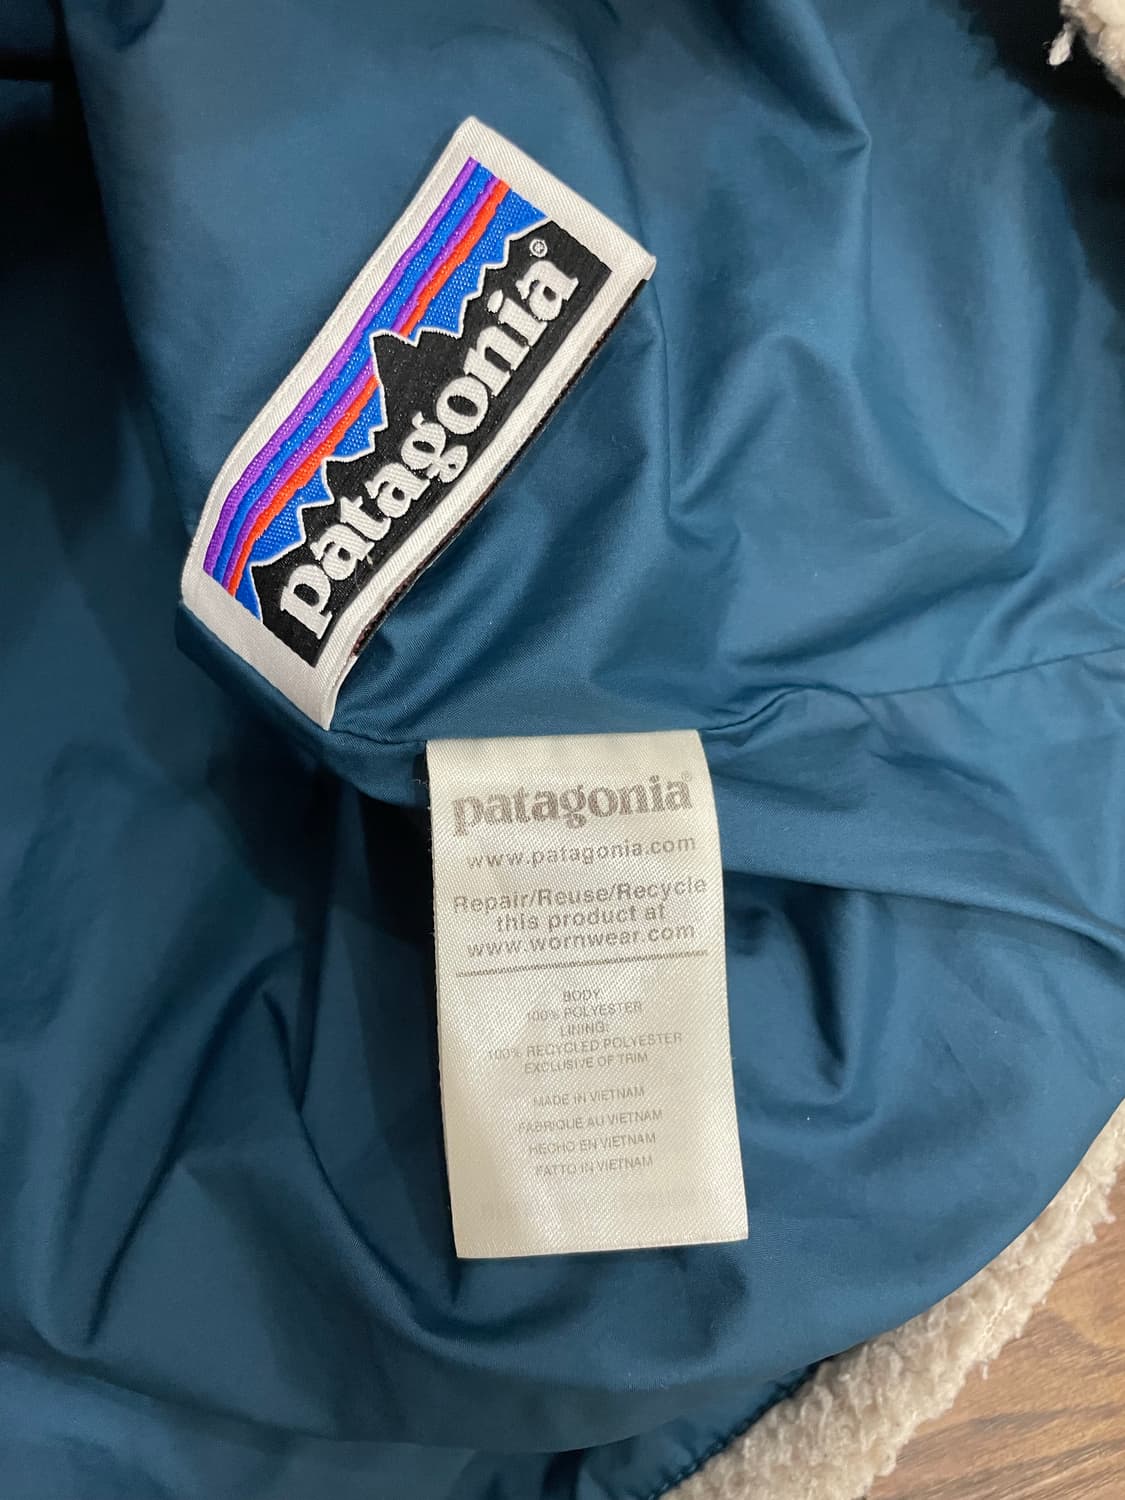 patagonia®
patagonia®
www.patagonia.com
Repair/Reuse/Recycle
this product at
www.wornwear.com
BODY
100% POLYESTER
LINING:
100% RECYCLED POLYESTER
EXCLUSIVE OF TRIM
MADE IN VIETNAM
FABRIQUE AU VIETNAM
HECHO EN VIETNAM
FATTO IN VIETNAM